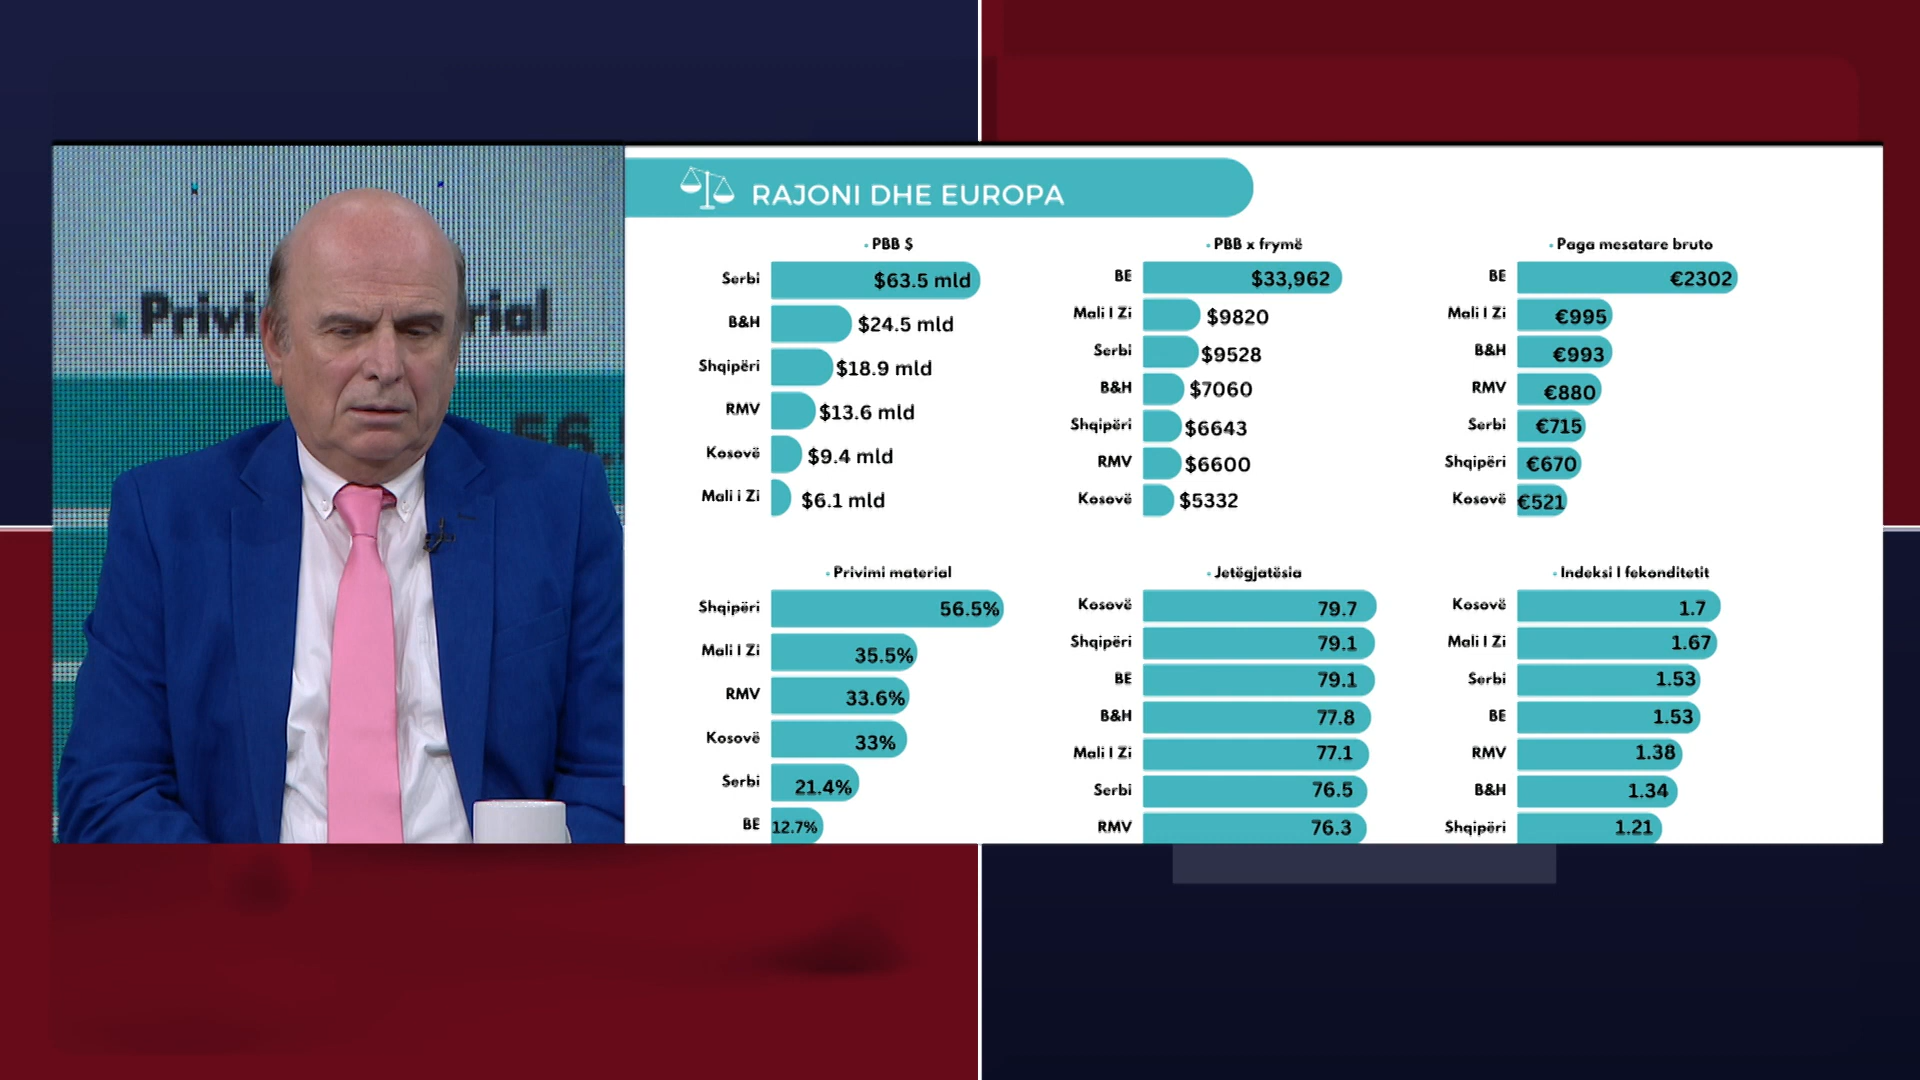 RAJONI DHE EUROPA
• PBB $
Serbi $63.5 mld
B&H $24.5 mld
Shqipëri $18.9 mld
RMV $13.6 mld
Kosovë $9.4 mld
Mali i Zi $6.1 mld
• PBB x frymë
BE $33,962
Mali I Zi $9820
Serbi $9528
B&H $7060
Shqipëri $6643
RMV $6600
Kosovë $5332
• Paga mesatare bruto
BE €2302
Mali I Zi €995
B&H €993
RMV €880
Serbi €715
Shqipëri €670
Kosovë €521
• Privimi material
Shqipëri 56.5%
Mali I Zi 35.5%
RMV 33.6%
Kosovë 33%
Serbi 21.4%
BE 12.7%
• Jetëgjatësia
Kosovë 79.7
Shqipëri 79.1
BE 79.1
B&H 77.8
Mali I Zi 77.1
Serbi 76.5
RMV 76.3
• Indeksi I fekonditetit
Kosovë 1.7
Mali I Zi 1.67
Serbi 1.53
BE 1.53
RMV 1.38
B&H 1.34
Shqipëri 1.21